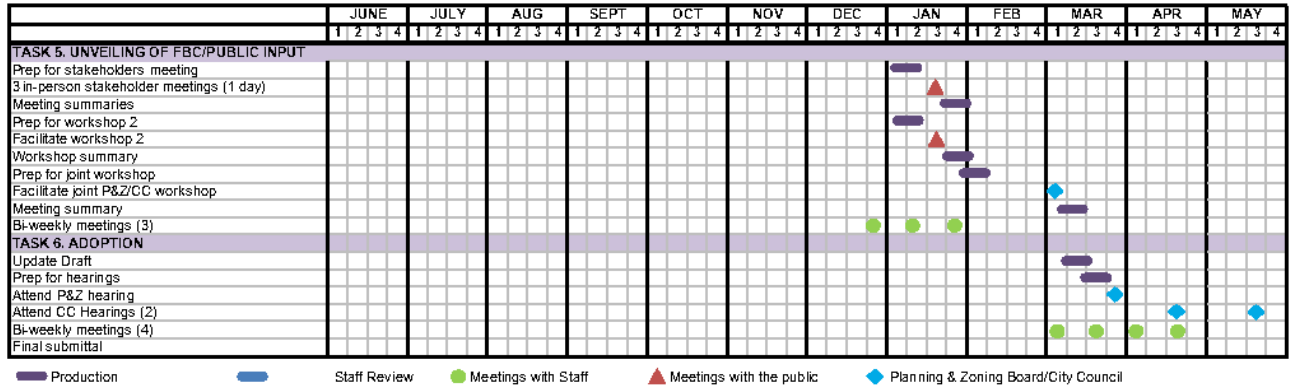 JUNE JULY AUG SEPT OCT NOV DEC JAN FEB MAR APR MAY
1 2 3 4 1 2 3 4 1 2 3 4 1 2 3 4 1 2 3 4 1 2 3 4 1 2 3 4 1 2 3 4 1 2 3 4 1 2 3 4 1 2 3 4 1 2 3 4
TASK 5. UNVEILING OF FBC/PUBLIC INPUT
Prep for stakeholders meeting
3 in-person stakeholder meetings (1 day)
Meeting summaries
Prep for workshop 2
Facilitate workshop 2
Workshop summary
Prep for joint workshop
Facilitate joint P&Z/CC workshop
Meeting summary
Bi-weekly meetings (3)
TASK 6. ADOPTION
Update Draft
Prep for hearings
Attend P&Z hearing
Attend CC Hearings (2)
Bi-weekly meetings (4)
Final submittal
Production Staff Review Meetings with Staff Meetings with the public Planning & Zoning Board/City Council